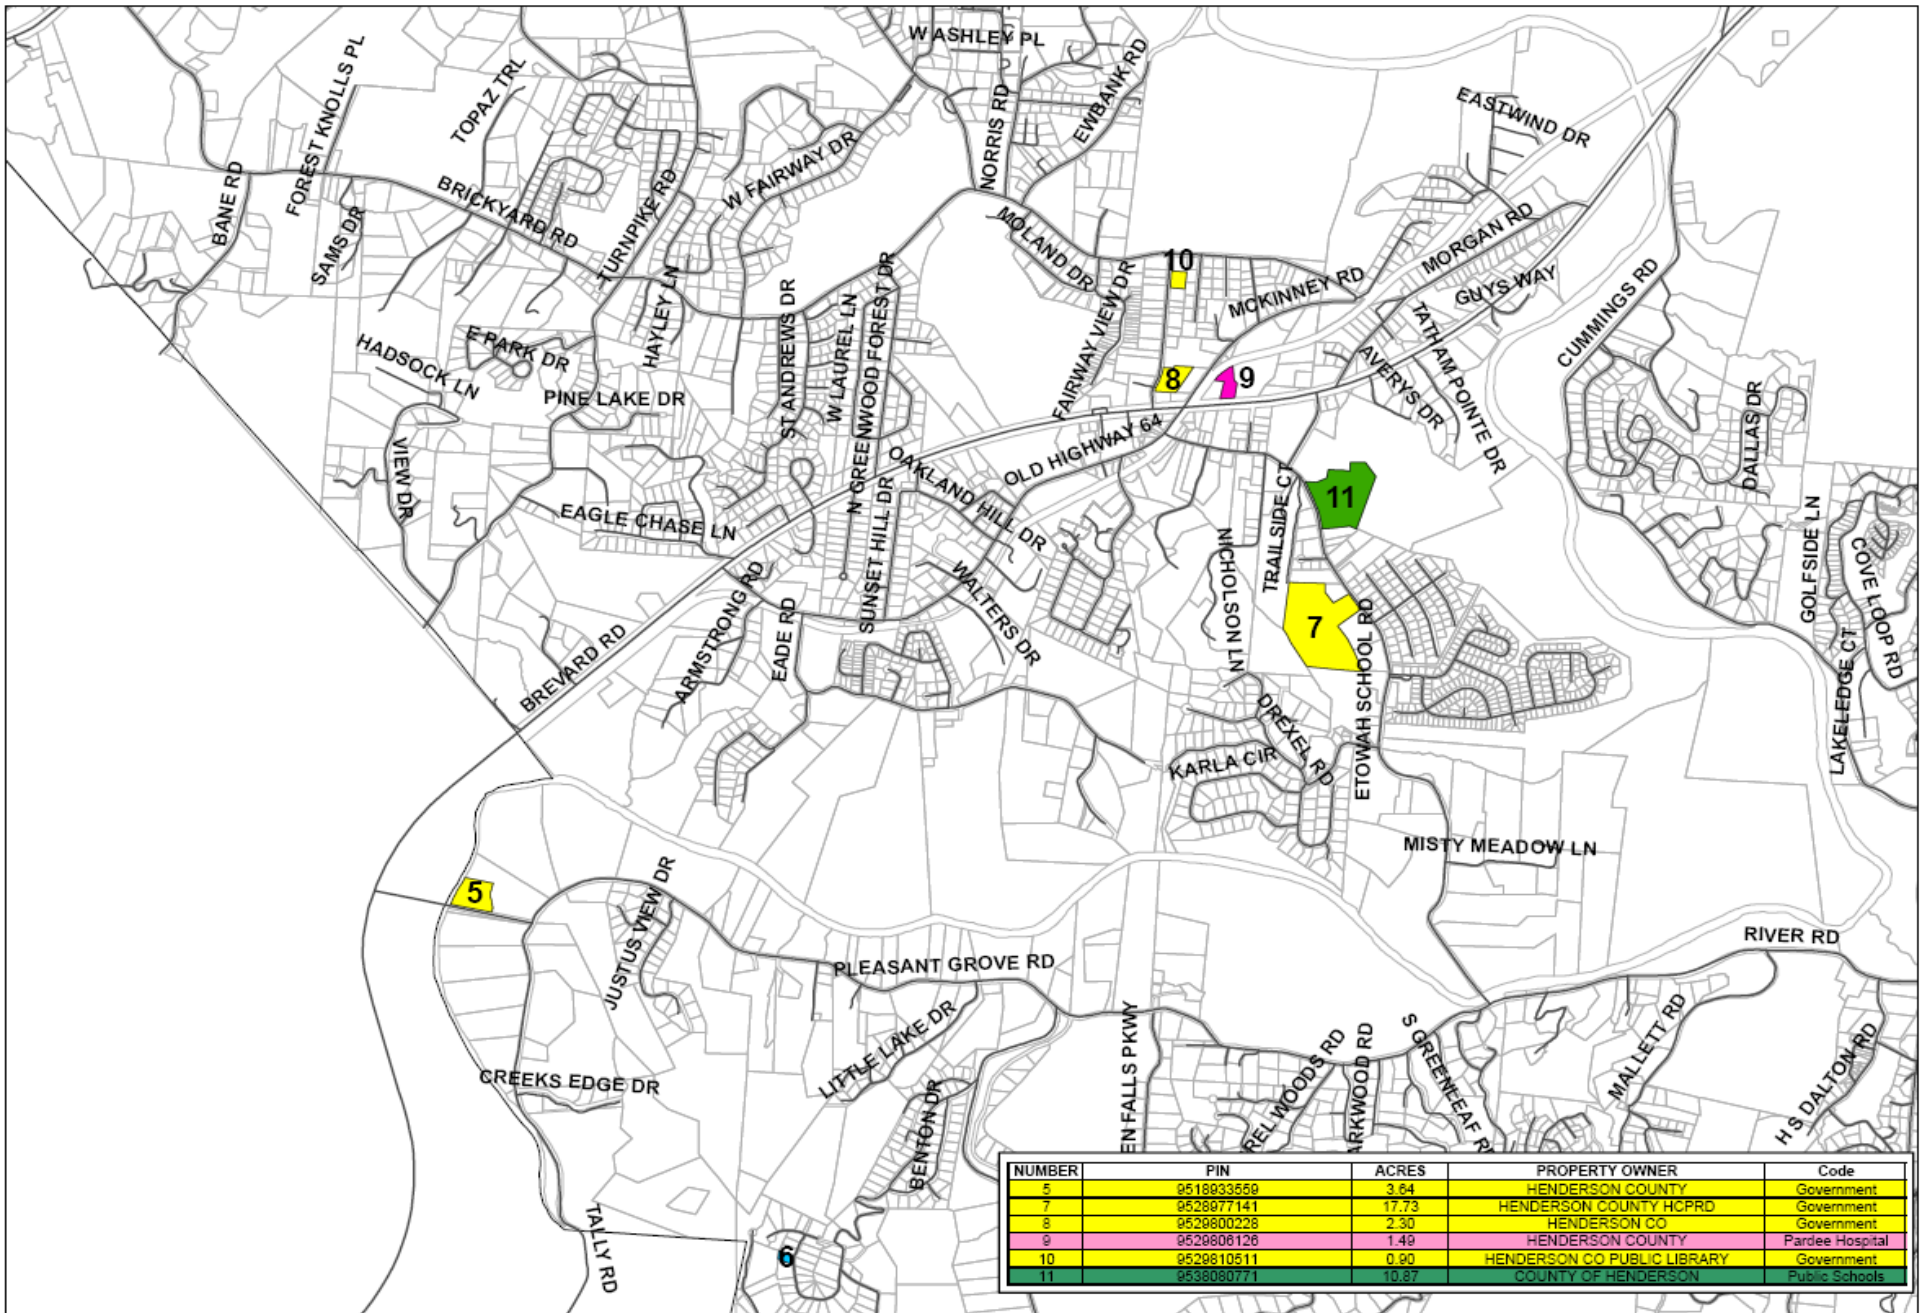 W ASHLEY PL
FOREST KNOLLS PL
TOPAZ TRL
EWBANK RD
NORRIS RD
EASTWIND DR
BANE RD
SAMS DR
BRICKYARD RD
TURNPIKE RD
W FAIRWAY DR
MOLAND DR
MORGAN RD
10
MCKINNEY RD
GUYS WAY
CUMMINGS RD
HAYLEY LN
ST ANDREWS DR
W LAUREL LN
N GREENWOOD FOREST DR
FAIRWAY VIEW DR
TATHAM POINTE DR
AVERYS DR
HADSOCK LN
E PARK DR
PINE LAKE DR
8
9
DALLAS DR
VIEW DR
OAKLAND HILL DR
OLD HIGHWAY 64
EAGLE CHASE LN
SUNSET HILL DR
TRAILSIDE CT
11
NICHOLSON LN
GOLFSIDE LN
COVE LOOP RD
WALTERS DR
ARMSTRONG RD
EADE RD
BREVARD RD
7
ETOWAH SCHOOL RD
LAKELEDGE CT
DREXEL RD
KARLA CIR
MISTY MEADOW LN
5
JUSTUS VIEW DR
PLEASANT GROVE RD
RIVER RD
LITTLE LAKE DR
CREEKS EDGE DR
BENTON DR
EN FALLS PKWY
REL WOODS RD
ARKWOOD RD
S GREENLEAF RD
MALLETT RD
H S DALTON RD
TALLY RD
6
NUMBER PIN ACRES PROPERTY OWNER Code
5 9518933559 3.64 HENDERSON COUNTY Government
7 9528977141 17.73 HENDERSON COUNTY HCPRD Government
8 9529800228 2.30 HENDERSON CO Government
9 9529806126 1.49 HENDERSON COUNTY Pardee Hospital
10 9529810511 0.90 HENDERSON CO PUBLIC LIBRARY Government
11 9538080771 10.87 COUNTY OF HENDERSON Public Schools